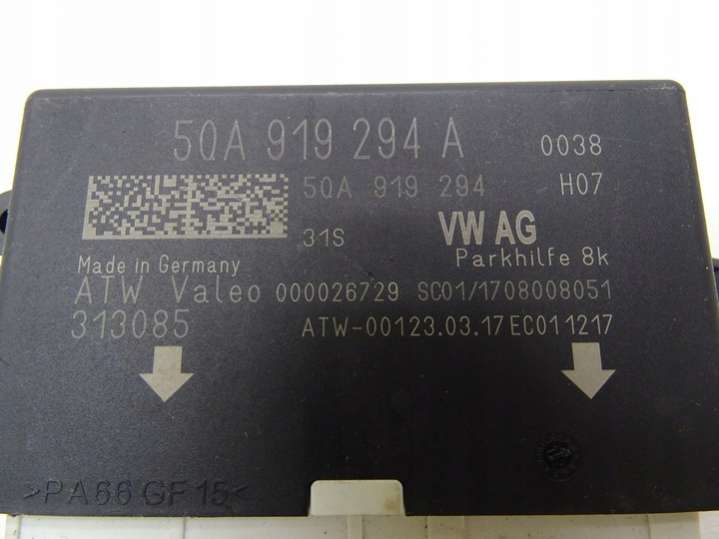 5QA 919 294 A 0038
5QA 919 294 H07
31S VW AG
Made in Germany Parkhilfe 8k
ATW Valeo 000026729 SC01/1708008051
313085 ATW-00123.03.17EC011217
>PA66 GF15<